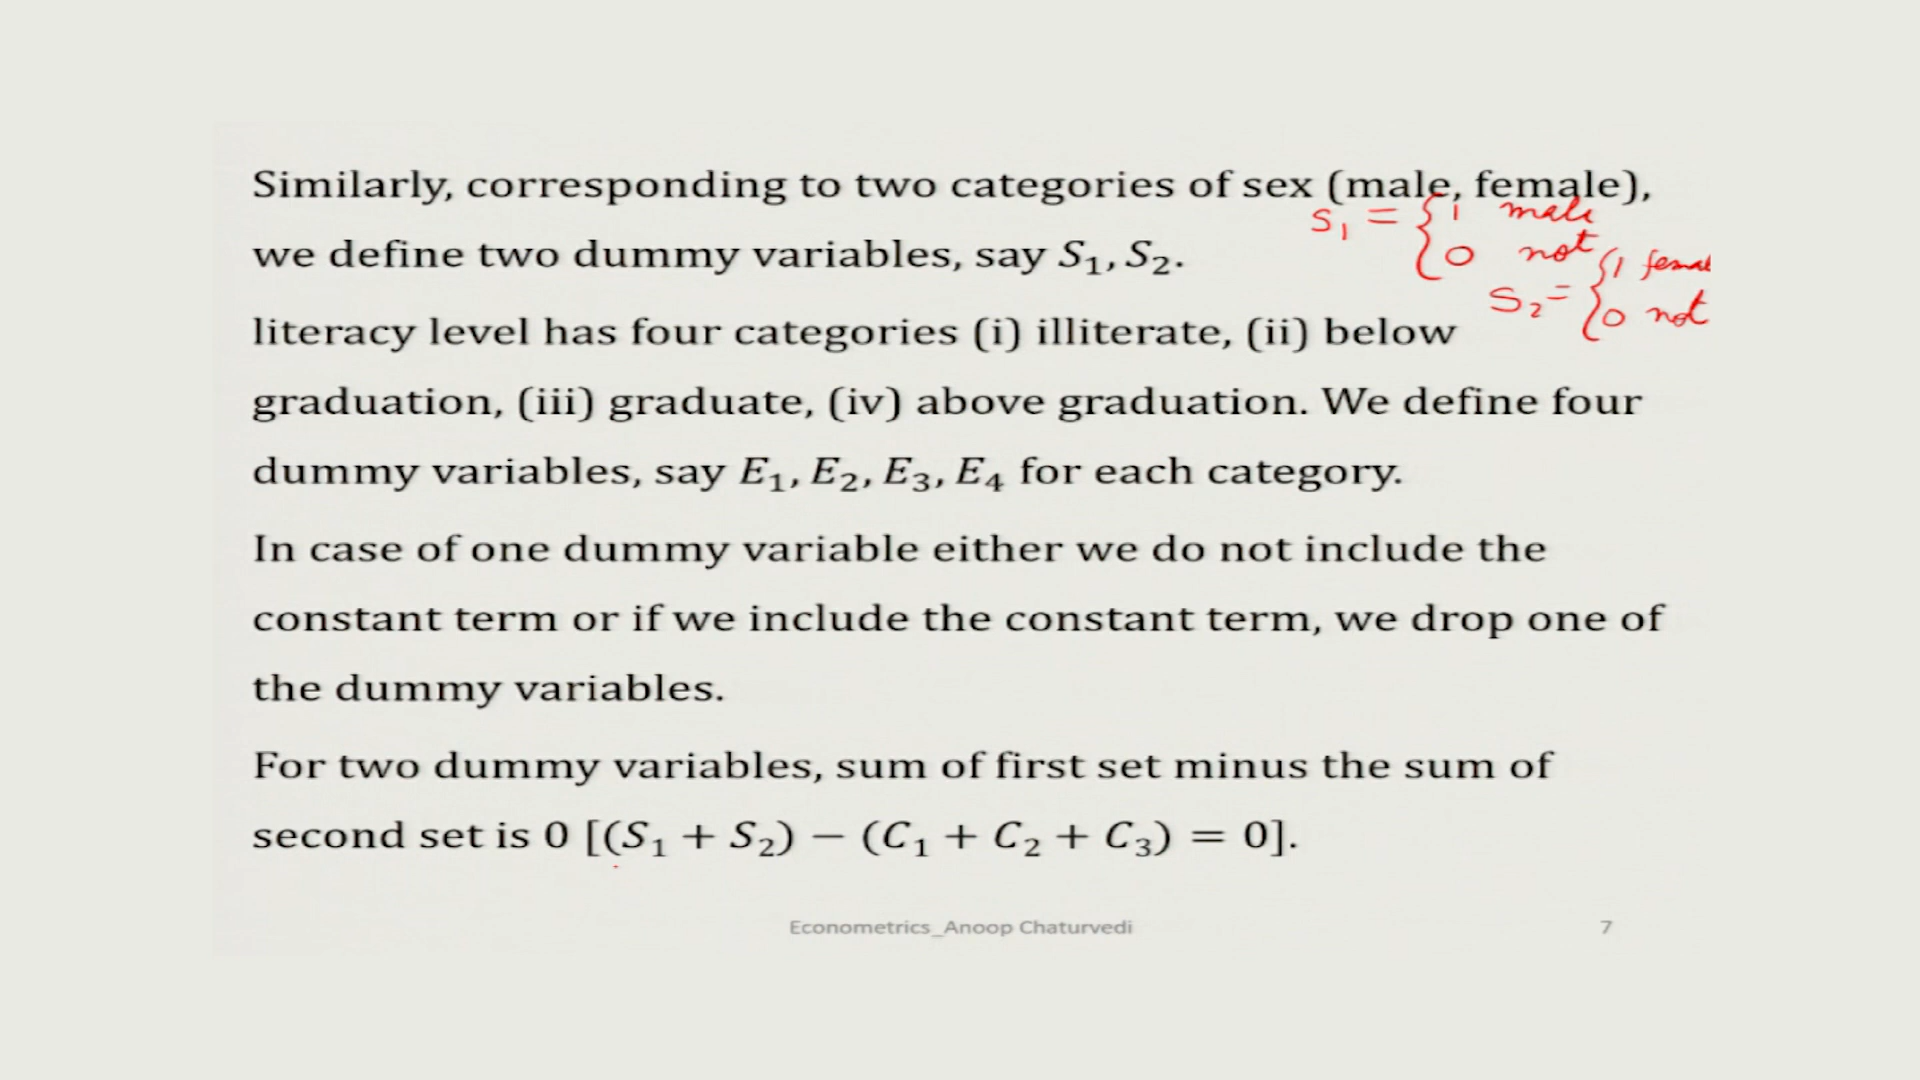 Similarly, corresponding to two categories of sex (male, female),
S₁ = { 1 male
we define two dummy variables, say S₁, S₂.
0 not
S₂ = { 1 femal
0 not
literacy level has four categories (i) illiterate, (ii) below
graduation, (iii) graduate, (iv) above graduation. We define four
dummy variables, say E₁, E₂, E₃, E₄ for each category.
In case of one dummy variable either we do not include the
constant term or if we include the constant term, we drop one of
the dummy variables.
For two dummy variables, sum of first set minus the sum of
second set is 0 [(S₁ + S₂) − (C₁ + C₂ + C₃) = 0].
Econometrics_Anoop Chaturvedi
7